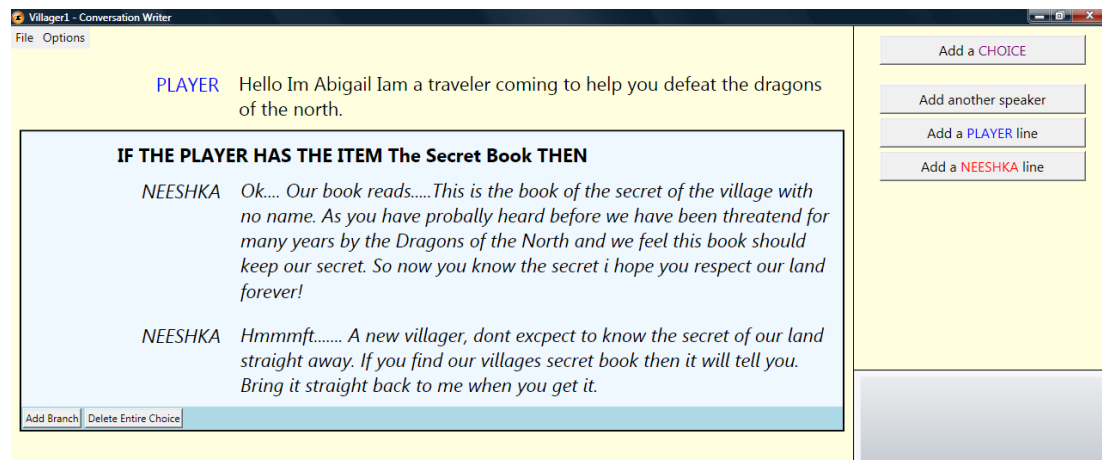 Villager1 - Conversation Writer
File Options
Add a CHOICE
Add another speaker
Add a PLAYER line
Add a NEESHKA line
PLAYER Hello Im Abigail Iam a traveler coming to help you defeat the dragons
of the north.
IF THE PLAYER HAS THE ITEM The Secret Book THEN
NEESHKA Ok.... Our book reads.....This is the book of the secret of the village with
no name. As you have probally heard before we have been threatend for
many years by the Dragons of the North and we feel this book should
keep our secret. So now you know the secret i hope you respect our land
forever!
NEESHKA Hmmmft....... A new villager, dont excpect to know the secret of our land
straight away. If you find our villages secret book then it will tell you.
Bring it straight back to me when you get it.
Add Branch Delete Entire Choice